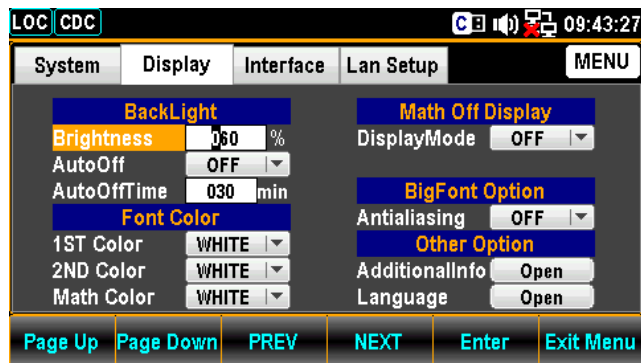 LOC CDC C 09:43:27
System Display Interface Lan Setup MENU
BackLight
Brightness 060 %
AutoOff OFF
AutoOffTime 030 min
Font Color
1ST Color WHITE
2ND Color WHITE
Math Color WHITE
Math Off Display
DisplayMode OFF
BigFont Option
Antialiasing OFF
Other Option
AdditionalInfo Open
Language Open
Page Up Page Down PREV NEXT Enter Exit Menu